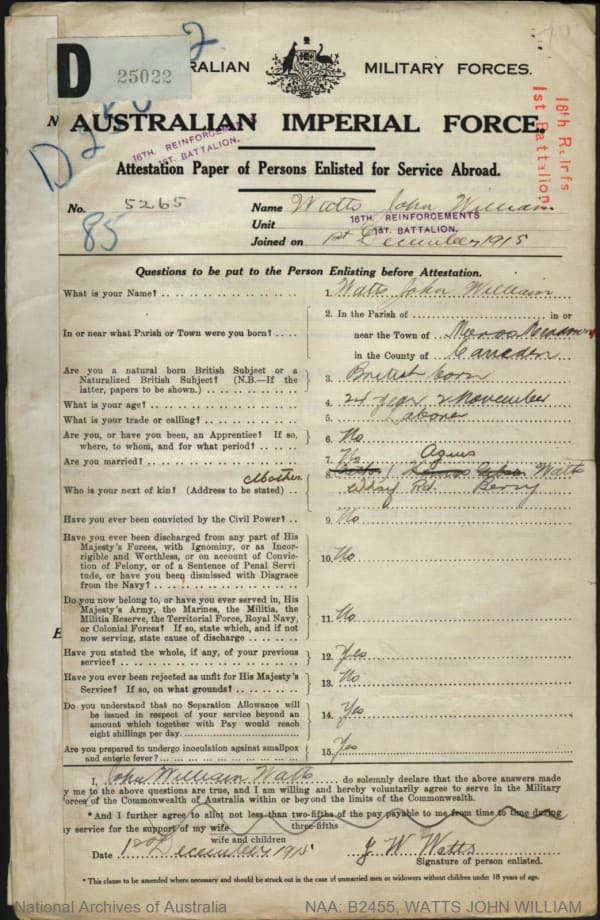 D 25022
AUSTRALIAN MILITARY FORCES.
AUSTRALIAN IMPERIAL FORCE.
16TH REINFORCEMENTS
1ST. BATTALION.
16th Reinfs
1st Battalion
Attestation Paper of Persons Enlisted for Service Abroad.
No. 5265
85
Name Watts John William
Unit 16TH REINFORCEMENTS
1ST. BATTALION.
Joined on 1st December 1915
Questions to be put to the Person Enlisting before Attestation.
What is your Name? 1. Watts John William
2. In the Parish of in or
In or near what Parish or Town were you born? near the Town of Meroo Meadow
in the County of Camden
Are you a natural born British Subject or a
Naturalized British Subject? (N.B.—If the
latter, papers to be shown.) 3. British born
What is your age? 4. 21 year 2 November
What is your trade or calling? 5. above
Are you, or have you been, an Apprentice? If so,
where, to whom, and for what period? 6. No
Are you married? 7. No
Mother Agnes Watts
Who is your next of kin? (Address to be stated) 8. Wharf Rd. Berry
Have you ever been convicted by the Civil Power? 9. No
Have you ever been discharged from any part of His
Majesty's Forces, with Ignominy, or as Incor-
rigible and Worthless, or on account of Convic-
tion of Felony, or of a Sentence of Penal Servi
tude, or have you been dismissed with Disgrace
from the Navy? 10. No
Do you now belong to, or have you ever served in, His
Majesty's Army, the Marines, the Militia, the
Militia Reserve, the Territorial Force, Royal Navy,
or Colonial Forces? If so, state which, and if not
now serving, state cause of discharge 11. No
Have you stated the whole, if any, of your previous
service? 12. Yes
Have you ever been rejected as unfit for His Majesty's
Service? If so, on what grounds? 13. No
Do you understand that no Separation Allowance will
be issued in respect of your service beyond an
amount which together with Pay would reach
eight shillings per day 14. Yes
Are you prepared to undergo inoculation against smallpox
and enteric fever? 15. Yes
I, John William Watts do solemnly declare that the above answers made
by me to the above questions are true, and I am willing and hereby voluntarily agree to serve in the Military
Forces of the Commonwealth of Australia within or beyond the limits of the Commonwealth.
* And I further agree to allot not less than two-fifths of the pay payable to me from time to time during
three-fifths
my service for the support of my wife
wife and children
Date 1st December 1915 J. W. Watts
Signature of person enlisted.
* This clause to be amended where necessary and should be struck out in the case of unmarried men or widowers without children under 18 years of age.
National Archives of Australia NAA: B2455, WATTS JOHN WILLIAM